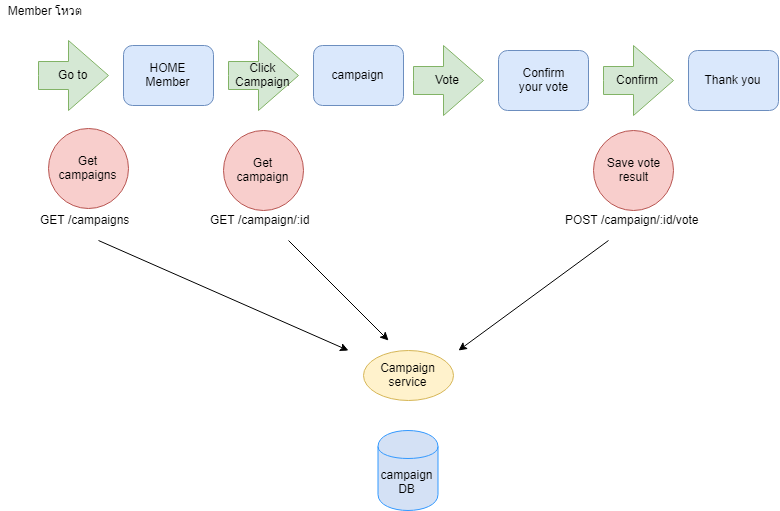 Member โหวต
Go to
HOME
Member
Click
Campaign
campaign
Vote
Confirm
your vote
Confirm
Thank you
Get
campaigns
Get
campaign
Save vote
result
GET /campaigns
GET /campaign/:id
POST /campaign/:id/vote
Campaign
service
campaign
DB